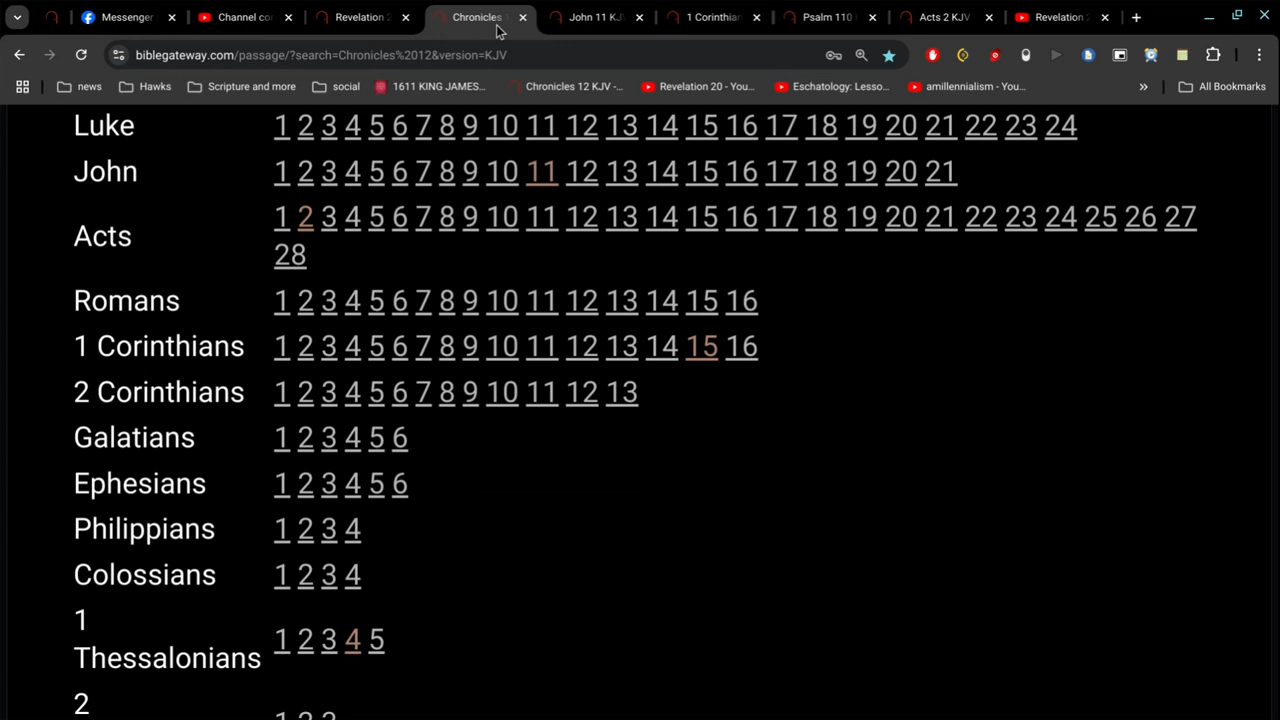 Messenger
Channel co
Revelation 2
Chronicles 1
John 11 KJ
1 Corinthian
Psalm 110
Acts 2 KJV
Revelation 2
biblegateway.com/passage/?search=Chronicles%2012&version=KJV
news
Hawks
Scripture and more
social
1611 KING JAMES...
Chronicles 12 KJV -...
Revelation 20 - You...
Eschatology: Lesso...
amillennialism - You...
All Bookmarks
Luke 1 2 3 4 5 6 7 8 9 10 11 12 13 14 15 16 17 18 19 20 21 22 23 24
John 1 2 3 4 5 6 7 8 9 10 11 12 13 14 15 16 17 18 19 20 21
Acts 1 2 3 4 5 6 7 8 9 10 11 12 13 14 15 16 17 18 19 20 21 22 23 24 25 26 27
28
Romans 1 2 3 4 5 6 7 8 9 10 11 12 13 14 15 16
1 Corinthians 1 2 3 4 5 6 7 8 9 10 11 12 13 14 15 16
2 Corinthians 1 2 3 4 5 6 7 8 9 10 11 12 13
Galatians 1 2 3 4 5 6
Ephesians 1 2 3 4 5 6
Philippians 1 2 3 4
Colossians 1 2 3 4
1
Thessalonians 1 2 3 4 5
2
1 2 3